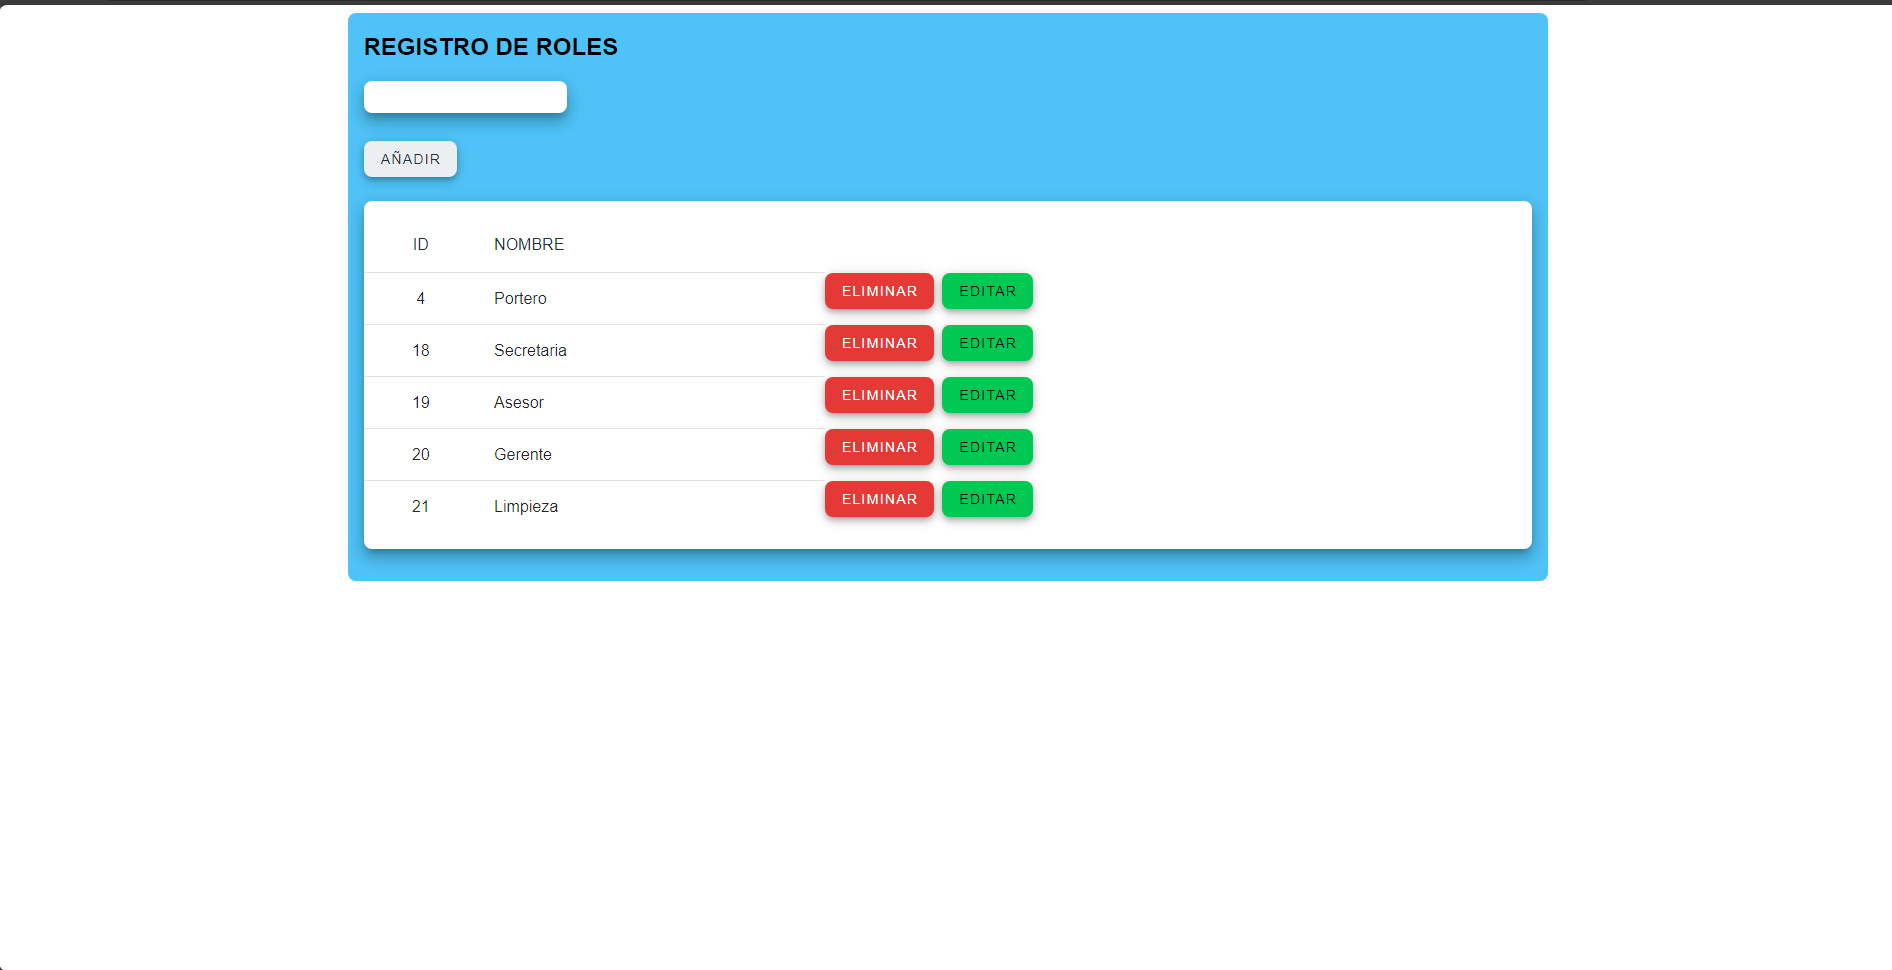 REGISTRO DE ROLES
AÑADIR
ID NOMBRE
4 Portero ELIMINAR EDITAR
18 Secretaria ELIMINAR EDITAR
19 Asesor ELIMINAR EDITAR
20 Gerente ELIMINAR EDITAR
21 Limpieza ELIMINAR EDITAR